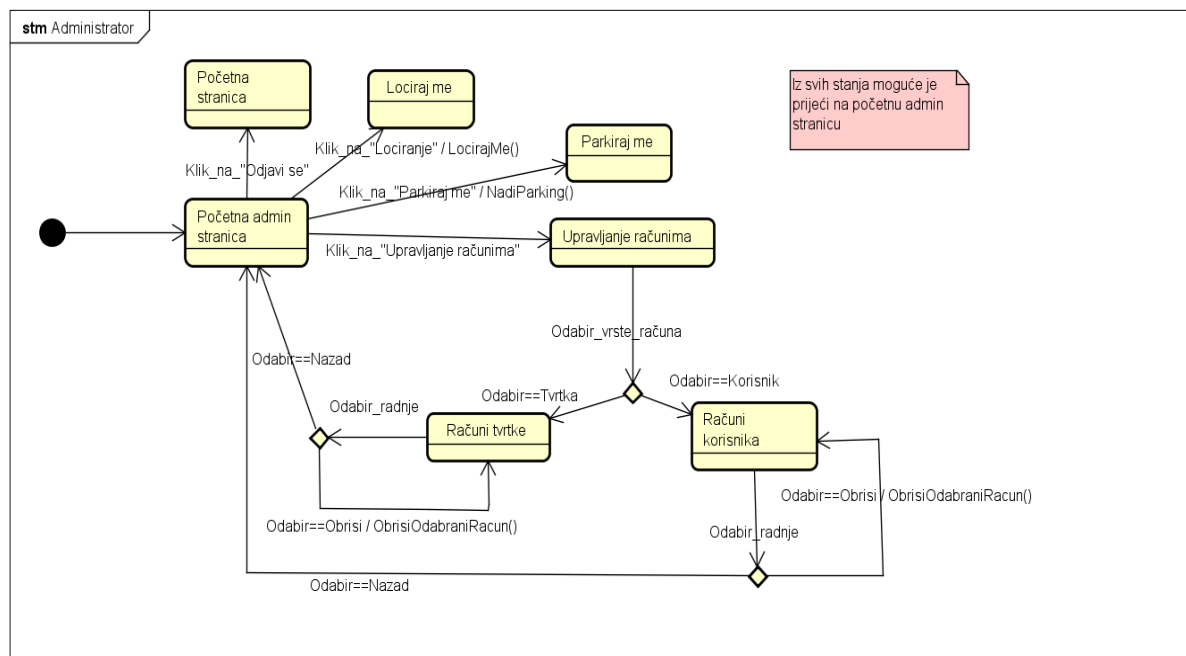 stm Administrator
Početna
stranica
Lociraj me
Iz svih stanja moguće je
prijeći na početnu admin
stranicu
Parkiraj me
Klik_na_"Lociranje" / LocirajMe()
Klik_na_"Odjavi se"
Klik_na_"Parkiraj me" / NadiParking()
Početna admin
stranica
Upravljanje računima
Klik_na_"Upravljanje računima"
Odabir_vrste_računa
Odabir==Nazad
Odabir==Korisnik
Odabir==Tvrtka
Odabir_radnje
Računi tvrtke
Računi
korisnika
Odabir==Obrisi / ObrisiOdabraniRacun()
Odabir==Obrisi / ObrisiOdabraniRacun()
Odabir_radnje
Odabir==Nazad